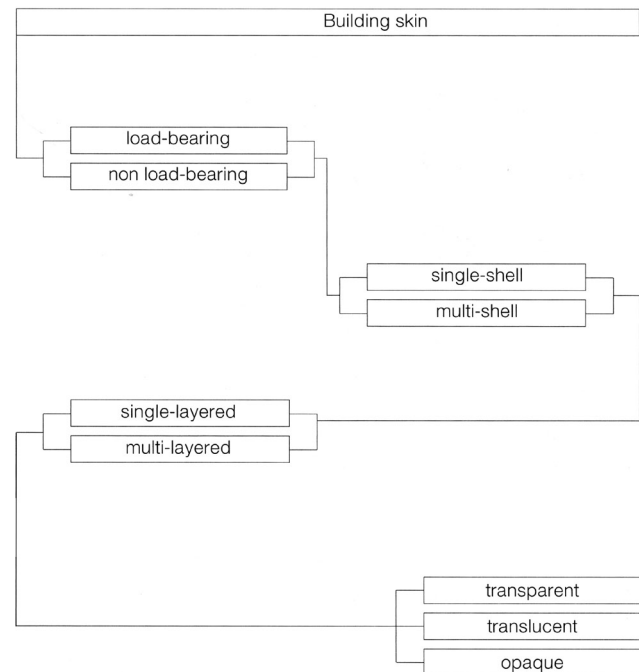 Building skin
load-bearing
non load-bearing
single-shell
multi-shell
single-layered
multi-layered
transparent
translucent
opaque